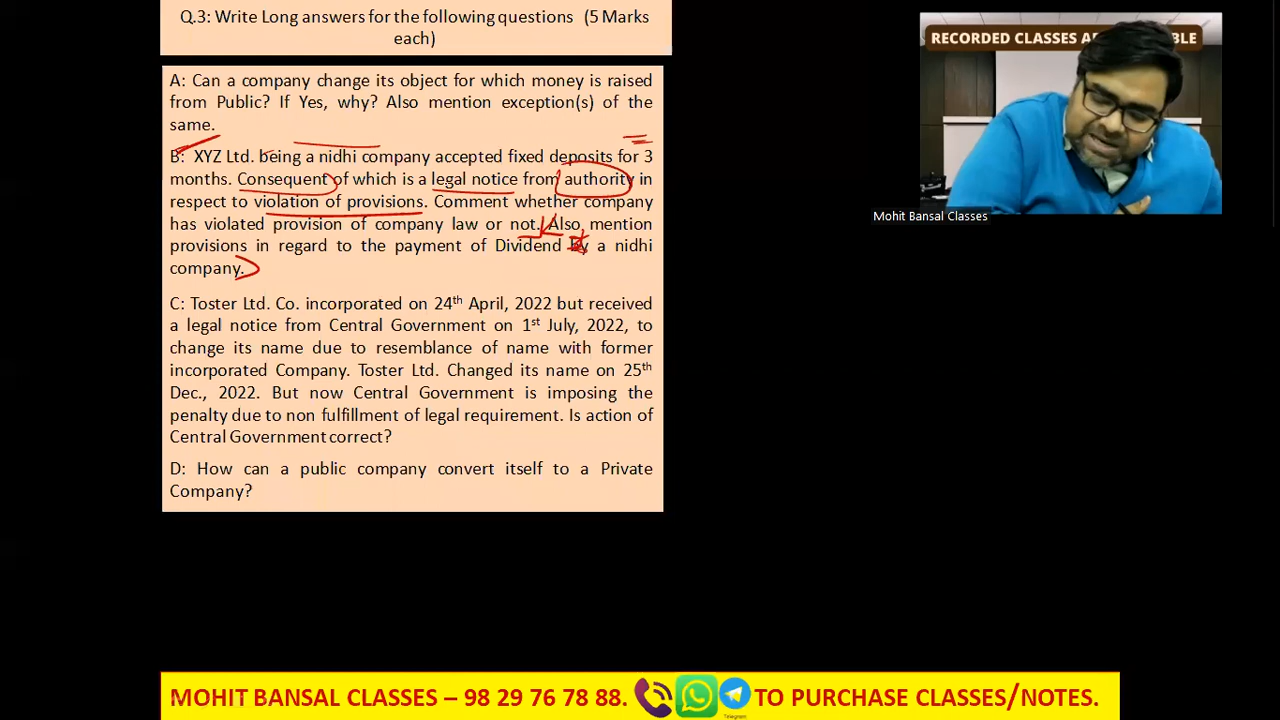 Q.3: Write Long answers for the following questions (5 Marks
each)
RECORDED CLASSES A BLE
A: Can a company change its object for which money is raised
from Public? If Yes, why? Also mention exception(s) of the
same.
B: XYZ Ltd. being a nidhi company accepted fixed deposits for 3
months. Consequent of which is a legal notice from authority in
respect to violation of provisions. Comment whether company
has violated provision of company law or not. Also mention
provisions in regard to the payment of Dividend by a nidhi
company.
C: Toster Ltd. Co. incorporated on 24th April, 2022 but received
a legal notice from Central Government on 1st July, 2022, to
change its name due to resemblance of name with former
incorporated Company. Toster Ltd. Changed its name on 25th
Dec., 2022. But now Central Government is imposing the
penalty due to non fulfillment of legal requirement. Is action of
Central Government correct?
D: How can a public company convert itself to a Private
Company?
Mohit Bansal Classes
MOHIT BANSAL CLASSES – 98 29 76 78 88. TO PURCHASE CLASSES/NOTES.
Telegram